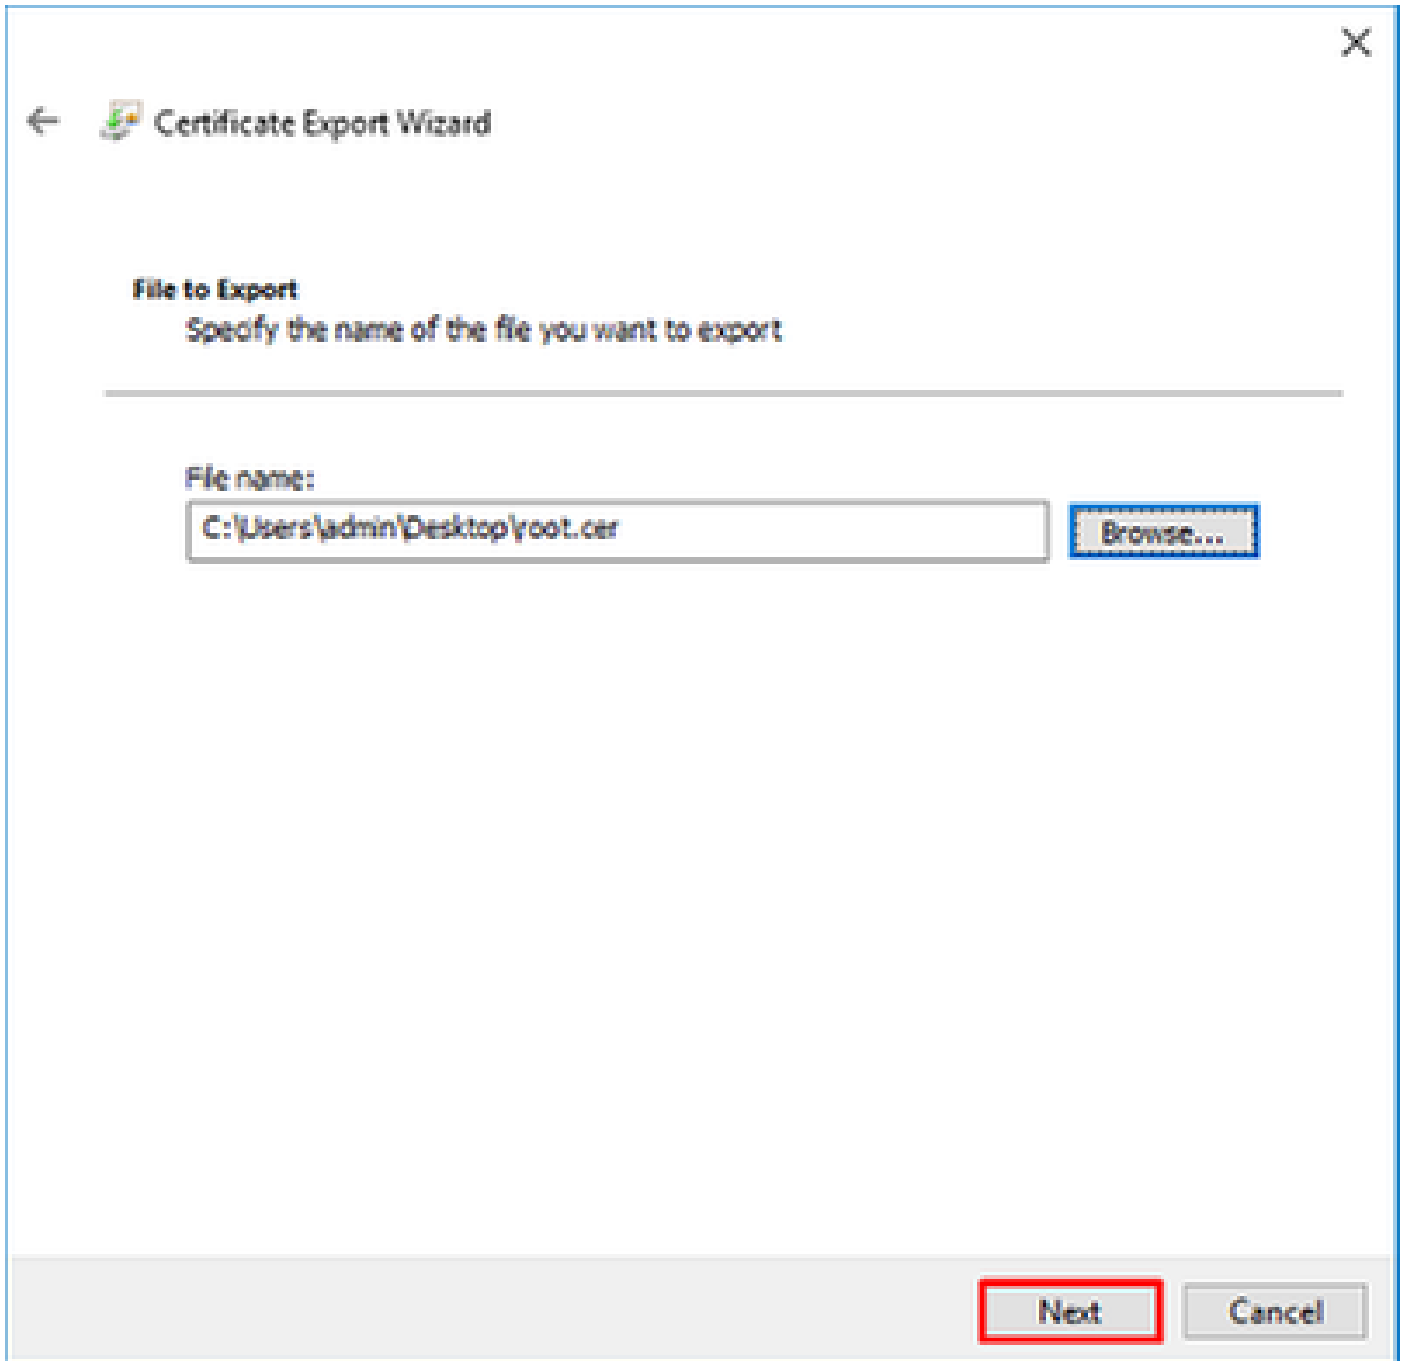 Certificate Export Wizard
File to Export
Specify the name of the file you want to export
File name:
C:\Users\admin\Desktop\root.cer
Browse...
Next
Cancel